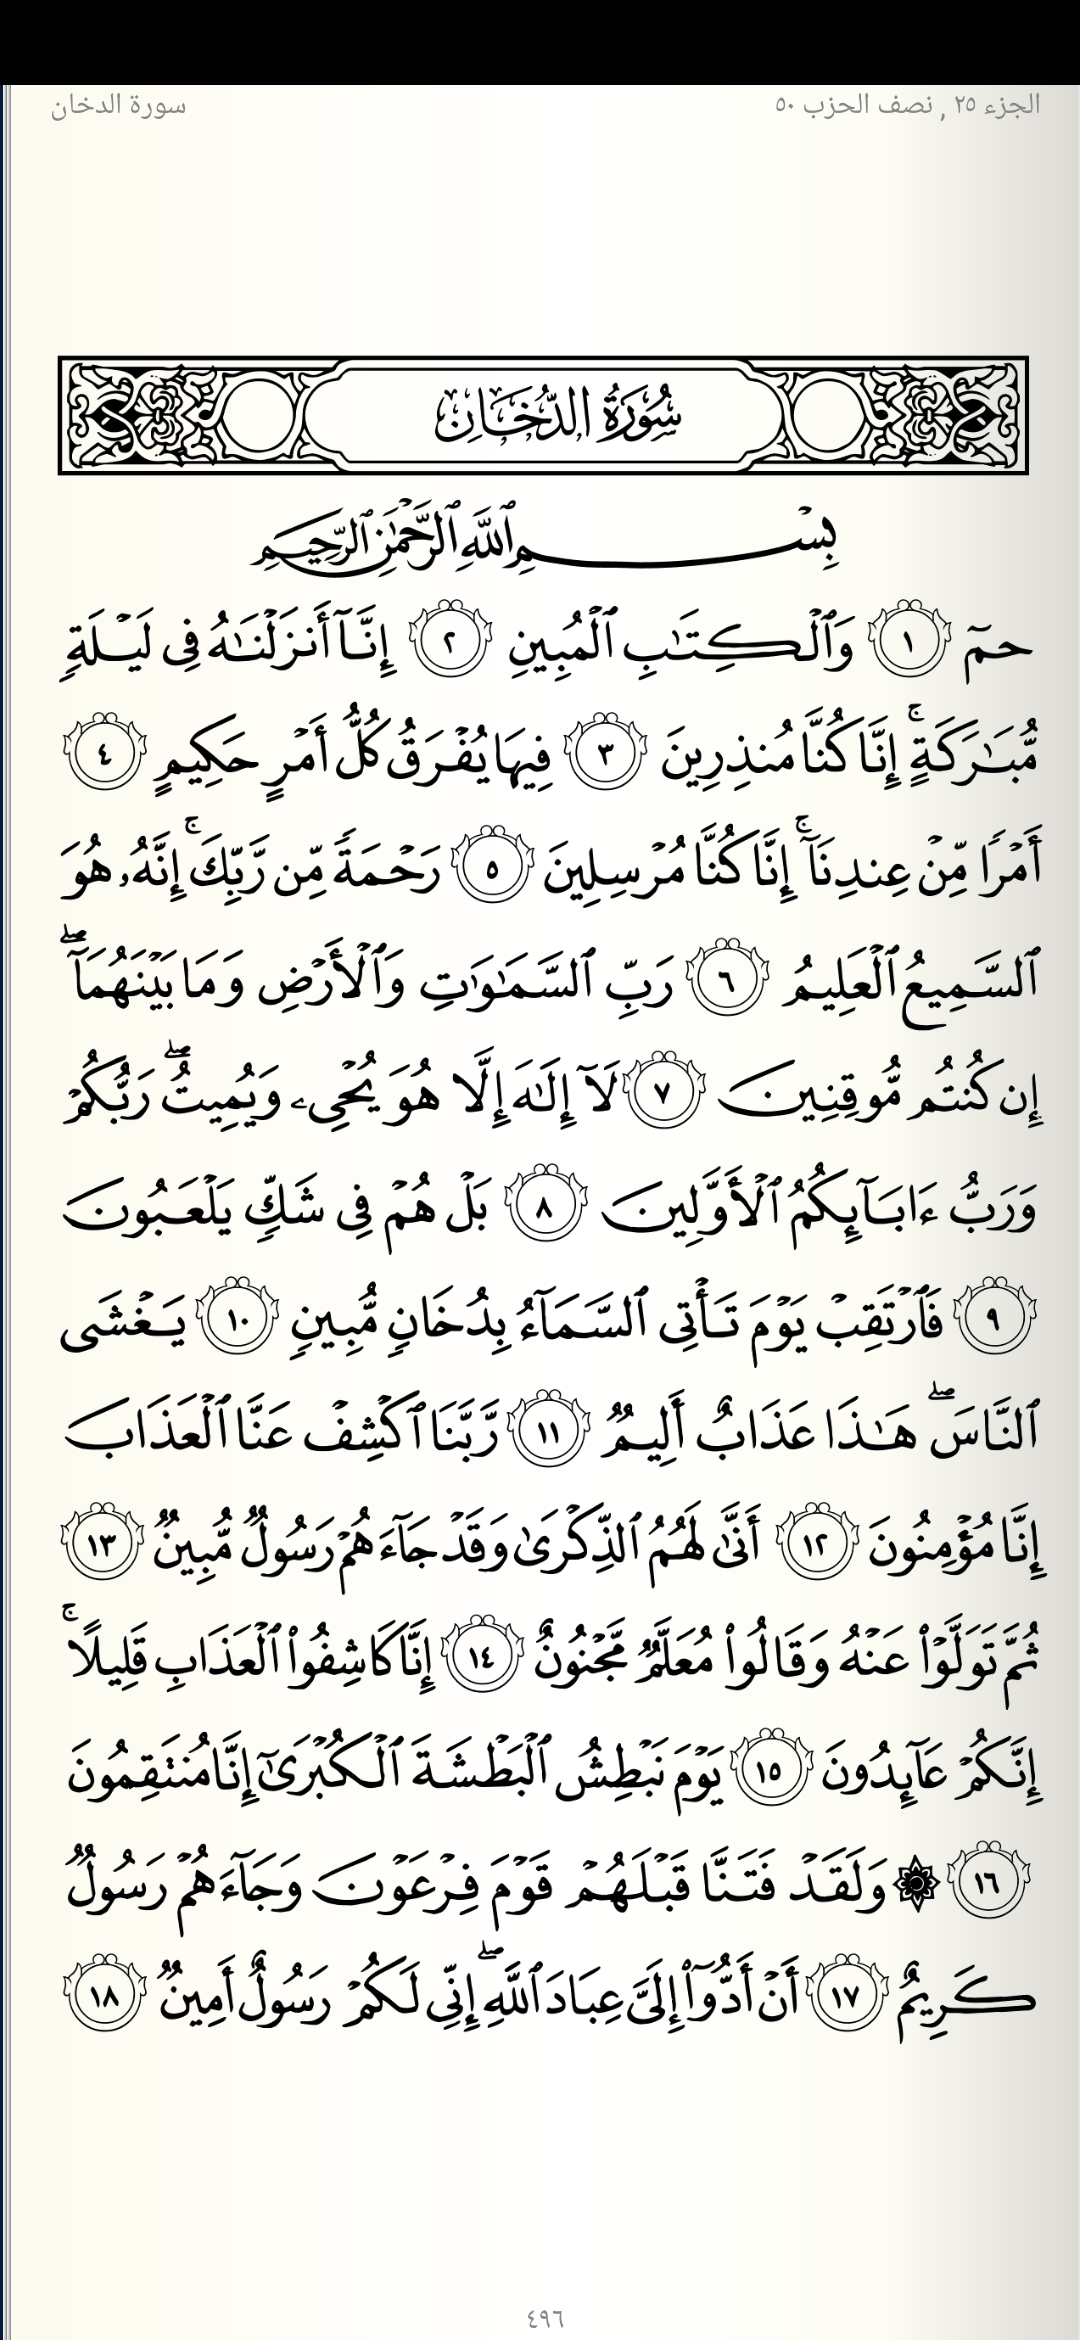 الجزء ٢٥ , نصف الحزب ٥٠
سورة الدخان
سُورَةُ الدُّخَانِ
بِسْمِ ٱللَّهِ ٱلرَّحْمَٰنِ ٱلرَّحِيمِ
حمٓ ١ وَٱلْكِتَٰبِ ٱلْمُبِينِ ٢ إِنَّآ أَنزَلْنَٰهُ فِى لَيْلَةٍ
مُّبَٰرَكَةٍۚ إِنَّا كُنَّا مُنذِرِينَ ٣ فِيهَا يُفْرَقُ كُلُّ أَمْرٍ حَكِيمٍ ٤
أَمْرًا مِّنْ عِندِنَآۚ إِنَّا كُنَّا مُرْسِلِينَ ٥ رَحْمَةً مِّن رَّبِّكَۚ إِنَّهُۥ هُوَ
ٱلسَّمِيعُ ٱلْعَلِيمُ ٦ رَبِّ ٱلسَّمَٰوَٰتِ وَٱلْأَرْضِ وَمَا بَيْنَهُمَآۖ
إِن كُنتُم مُّوقِنِينَ ٧ لَآ إِلَٰهَ إِلَّا هُوَ يُحْىِۦ وَيُمِيتُۖ رَبُّكُمْ
وَرَبُّ ءَابَآئِكُمُ ٱلْأَوَّلِينَ ٨ بَلْ هُمْ فِى شَكٍّ يَلْعَبُونَ
٩ فَٱرْتَقِبْ يَوْمَ تَأْتِى ٱلسَّمَآءُ بِدُخَانٍ مُّبِينٍ ١٠ يَغْشَى
ٱلنَّاسَۖ هَٰذَا عَذَابٌ أَلِيمٌ ١١ رَّبَّنَا ٱكْشِفْ عَنَّا ٱلْعَذَابَ
إِنَّا مُؤْمِنُونَ ١٢ أَنَّىٰ لَهُمُ ٱلذِّكْرَىٰ وَقَدْ جَآءَهُمْ رَسُولٌ مُّبِينٌ ١٣
ثُمَّ تَوَلَّوْا۟ عَنْهُ وَقَالُوا۟ مُعَلَّمٌ مَّجْنُونٌ ١٤ إِنَّا كَاشِفُوا۟ ٱلْعَذَابِ قَلِيلًاۚ
إِنَّكُمْ عَآئِدُونَ ١٥ يَوْمَ نَبْطِشُ ٱلْبَطْشَةَ ٱلْكُبْرَىٰٓ إِنَّا مُنتَقِمُونَ
١٦ ۞ وَلَقَدْ فَتَنَّا قَبْلَهُمْ قَوْمَ فِرْعَوْنَ وَجَآءَهُمْ رَسُولٌ
كَرِيمٌ ١٧ أَنْ أَدُّوٓا۟ إِلَىَّ عِبَادَ ٱللَّهِۖ إِنِّى لَكُمْ رَسُولٌ أَمِينٌ ١٨
٤٩٦